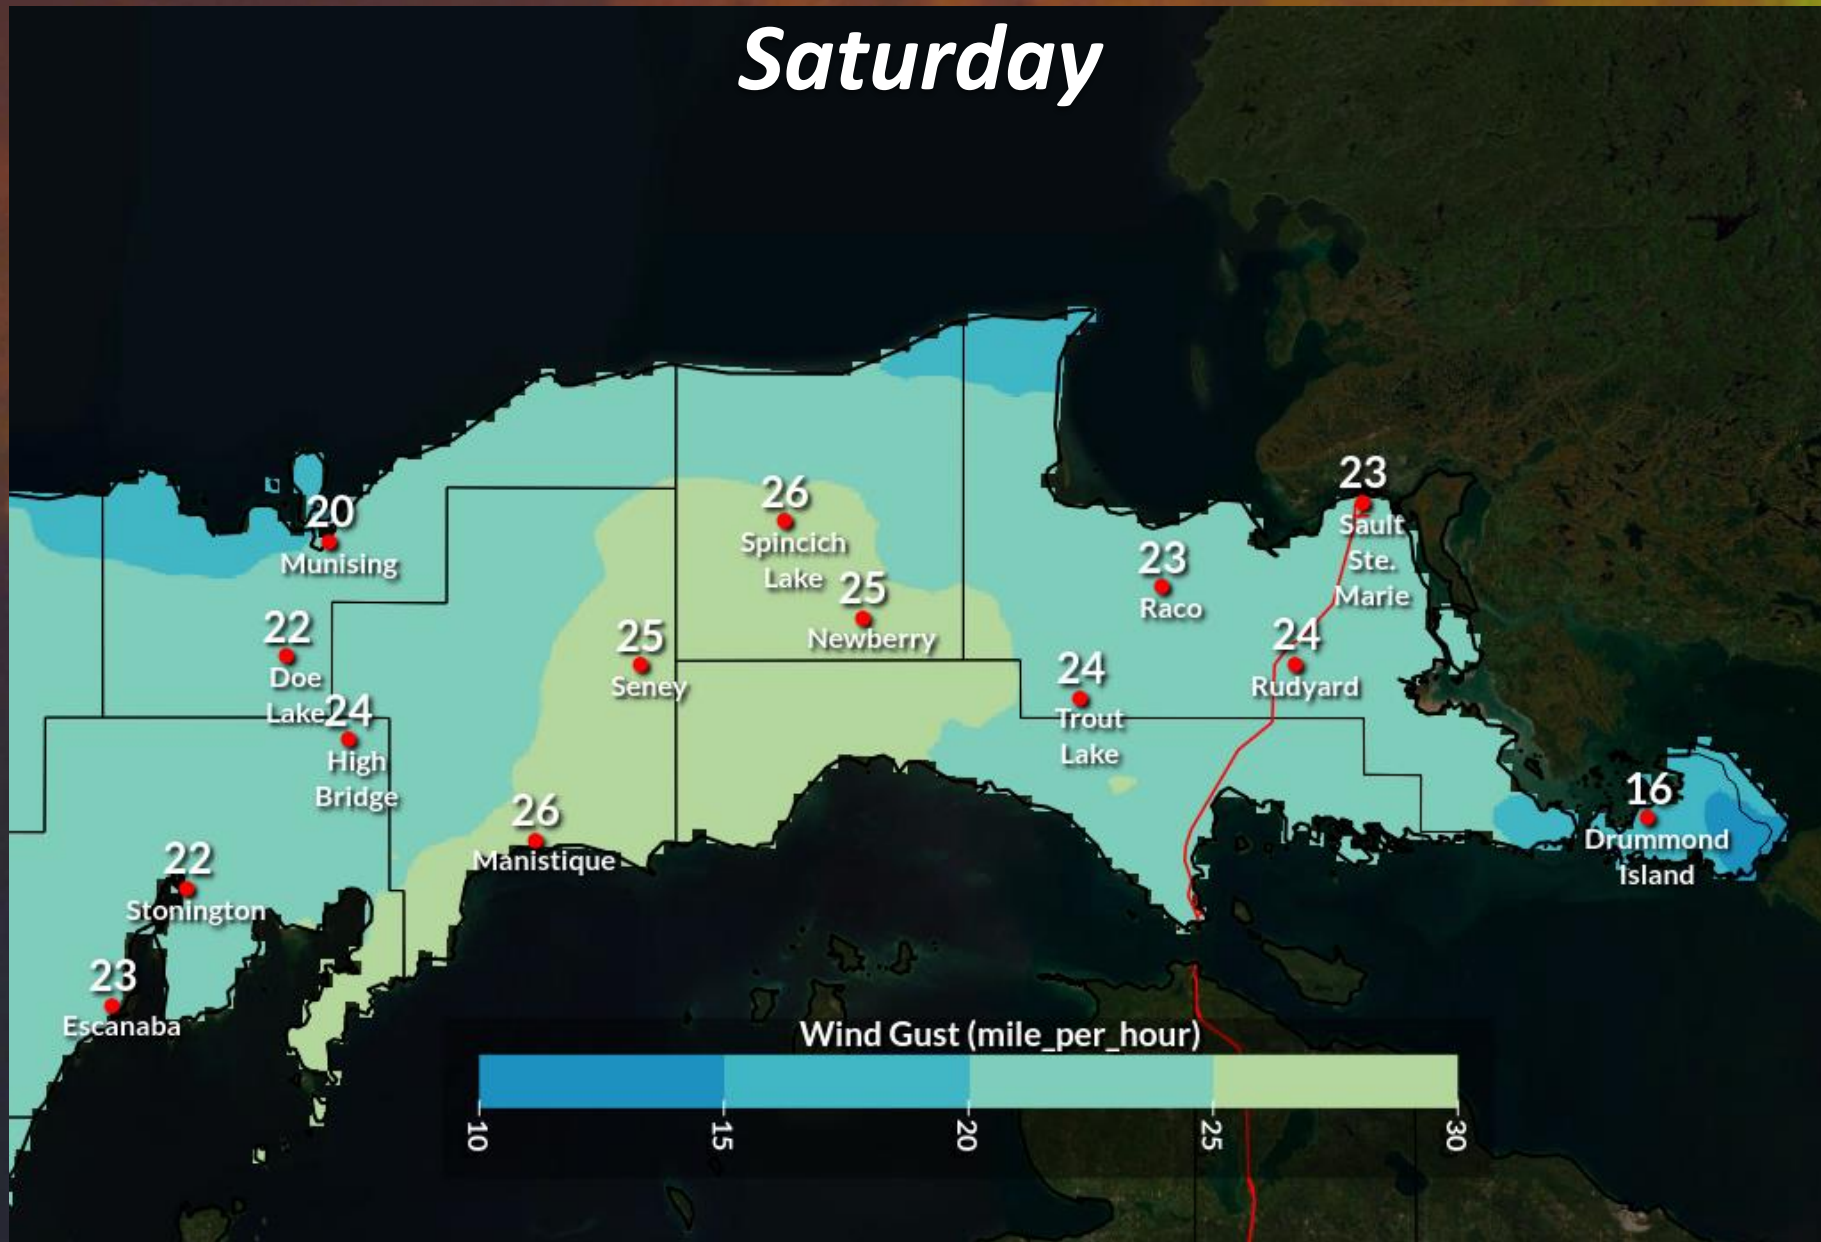 Saturday
26
Spincich
Lake
23
Sault
Ste.
Marie
20
Munising
25
Newberry
23
Raco
22
Doe
Lake
25
Seney
24
Rudyard
24
Trout
Lake
24
High
Bridge
26
Manistique
16
Drummond
Island
22
Stonington
23
Escanaba
Wind Gust (mile_per_hour)
10
15
20
25
30